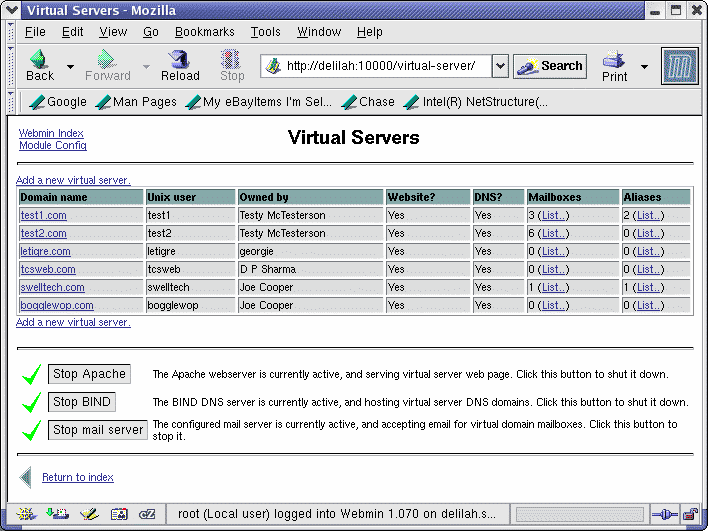 Virtual Servers - Mozilla
File Edit View Go Bookmarks Tools Window Help
Back Forward Reload Stop http://delilah:10000/virtual-server/ Search Print
Google Man Pages My eBayItems I'm Sel... Chase Intel(R) NetStructure(...
Webmin Index
Module Config
Virtual Servers
Add a new virtual server.
Domain name Unix user Owned by Website? DNS? Mailboxes Aliases
test1.com test1 Testy McTesterson Yes Yes 3 (List..) 2 (List..)
test2.com test2 Testy McTesterson Yes Yes 6 (List..) 0 (List..)
letigre.com letigre georgie Yes Yes 0 (List..) 0 (List..)
tcsweb.com tcsweb D P Sharma Yes Yes 0 (List..) 0 (List..)
swelltech.com swelltech Joe Cooper Yes Yes 1 (List..) 1 (List..)
bogglewop.com bogglewop Joe Cooper Yes Yes 0 (List..) 0 (List..)
Add a new virtual server.
Stop Apache The Apache webserver is currently active, and serving virtual server web page. Click this button to shut it down.
Stop BIND The BIND DNS server is currently active, and hosting virtual server DNS domains. Click this button to shut it down.
Stop mail server The configured mail server is currently active, and accepting email for virtual domain mailboxes. Click this button to
stop it.
Return to index
cZ root (Local user) logged into Webmin 1.070 on delilah.s...